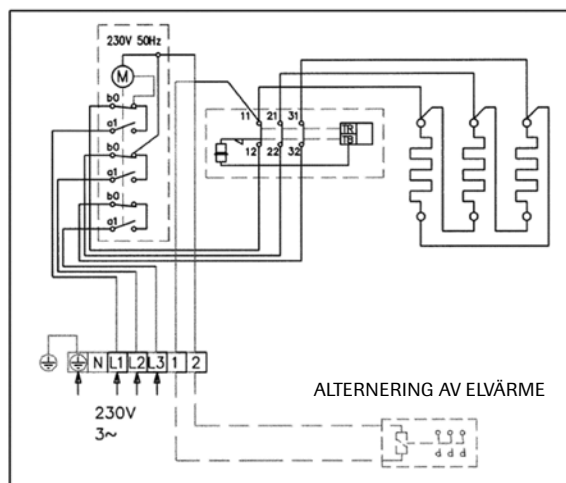 230V 50Hz
M
b0
a1
b0
a1
b0
a1
11 21 31
TR
TB
12 22 32
N L1 L2 L3 1 2
230V
3~
ALTERNERING AV ELVÄRME
d d d